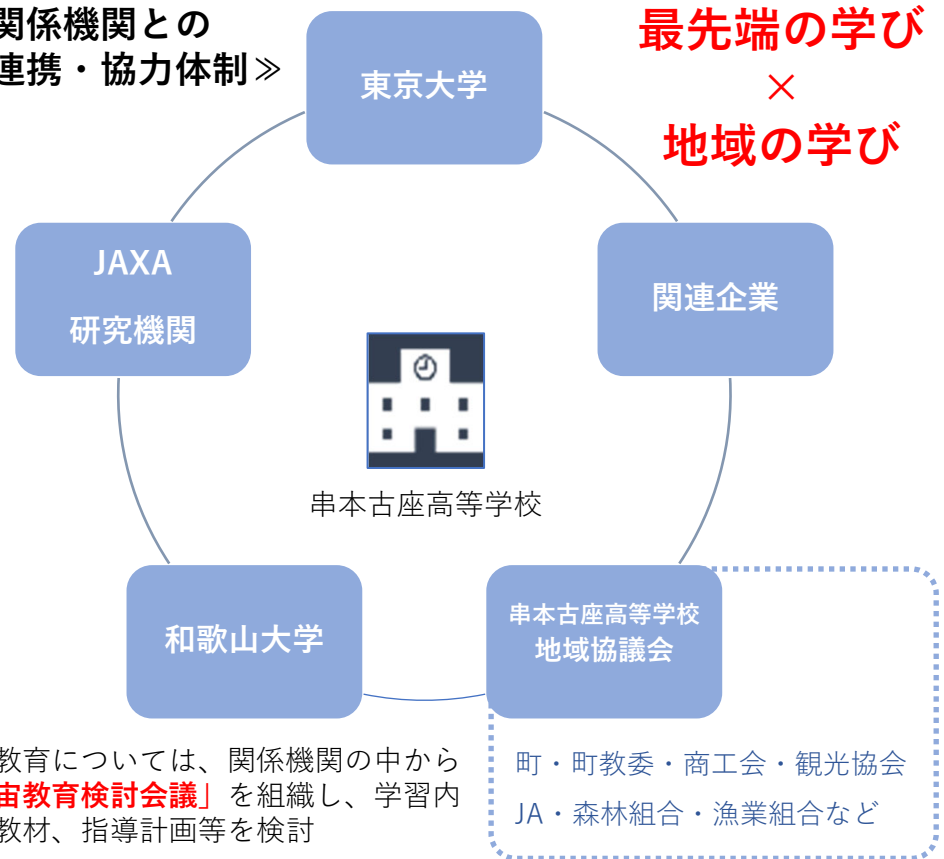 関係機関との
連携・協力体制≫
最先端の学び
×
地域の学び
東京大学
JAXA
研究機関
関連企業
串本古座高等学校
和歌山大学
串本古座高等学校
地域協議会
教育については、関係機関の中から
宙教育検討会議」を組織し、学習内
教材、指導計画等を検討
町・町教委・商工会・観光協会
JA・森林組合・漁業組合など